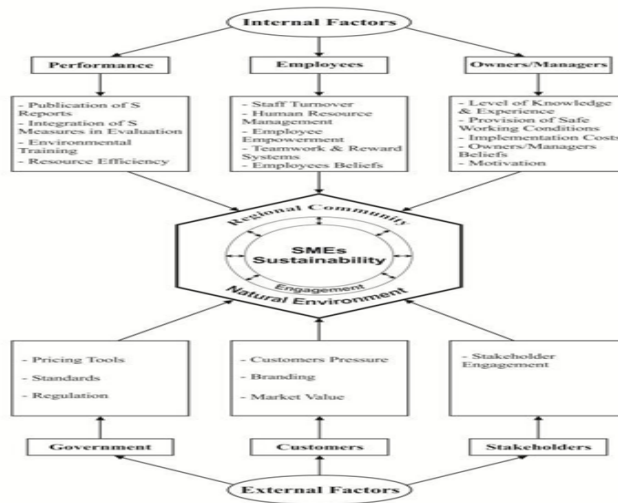 Internal Factors
Performance
Employees
Owners/Managers
- Publication of S
Reports
- Integration of S
Measures in Evaluation
- Environmental
Training
- Resource Efficiency
- Staff Turnover
- Human Resource
Management
- Employee
Empowerment
- Teamwork & Reward
Systems
- Employees Beliefs
- Level of Knowledge
& Experience
- Provision of Safe
Working Conditions
- Implementation Costs
- Owners/Managers
Beliefs
- Motivation
Regional Community
SMEs
Sustainability
Engagement
Natural Environment
- Pricing Tools
- Standards
- Regulation
- Customers Pressure
- Branding
- Market Value
- Stakeholder
Engagement
Government
Customers
Stakeholders
External Factors